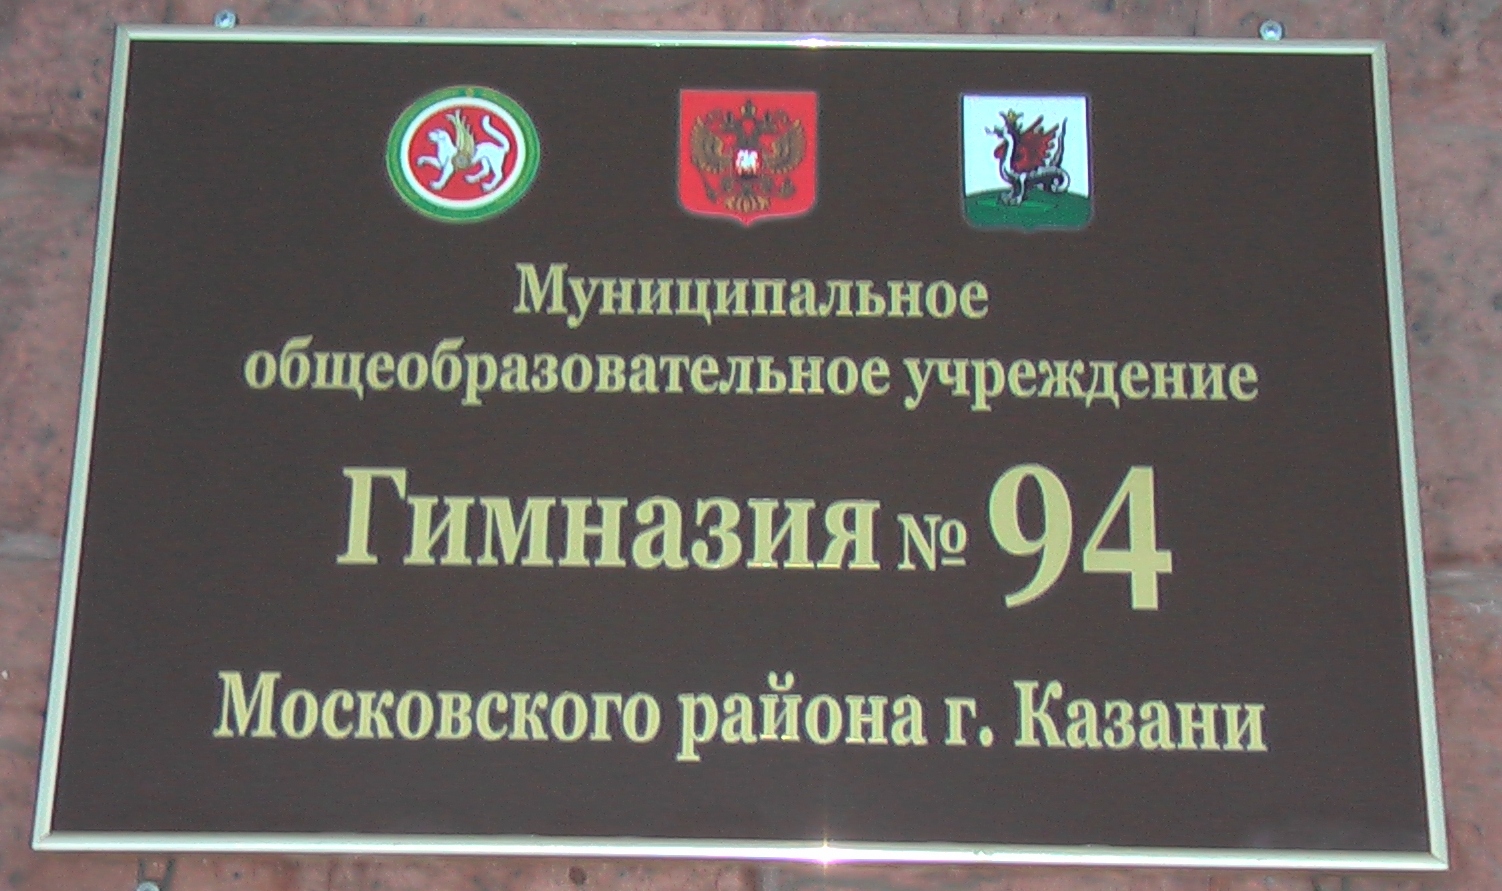 Муниципальное
общеобразовательное учреждение
Гимназия № 94
Московского района г. Казани